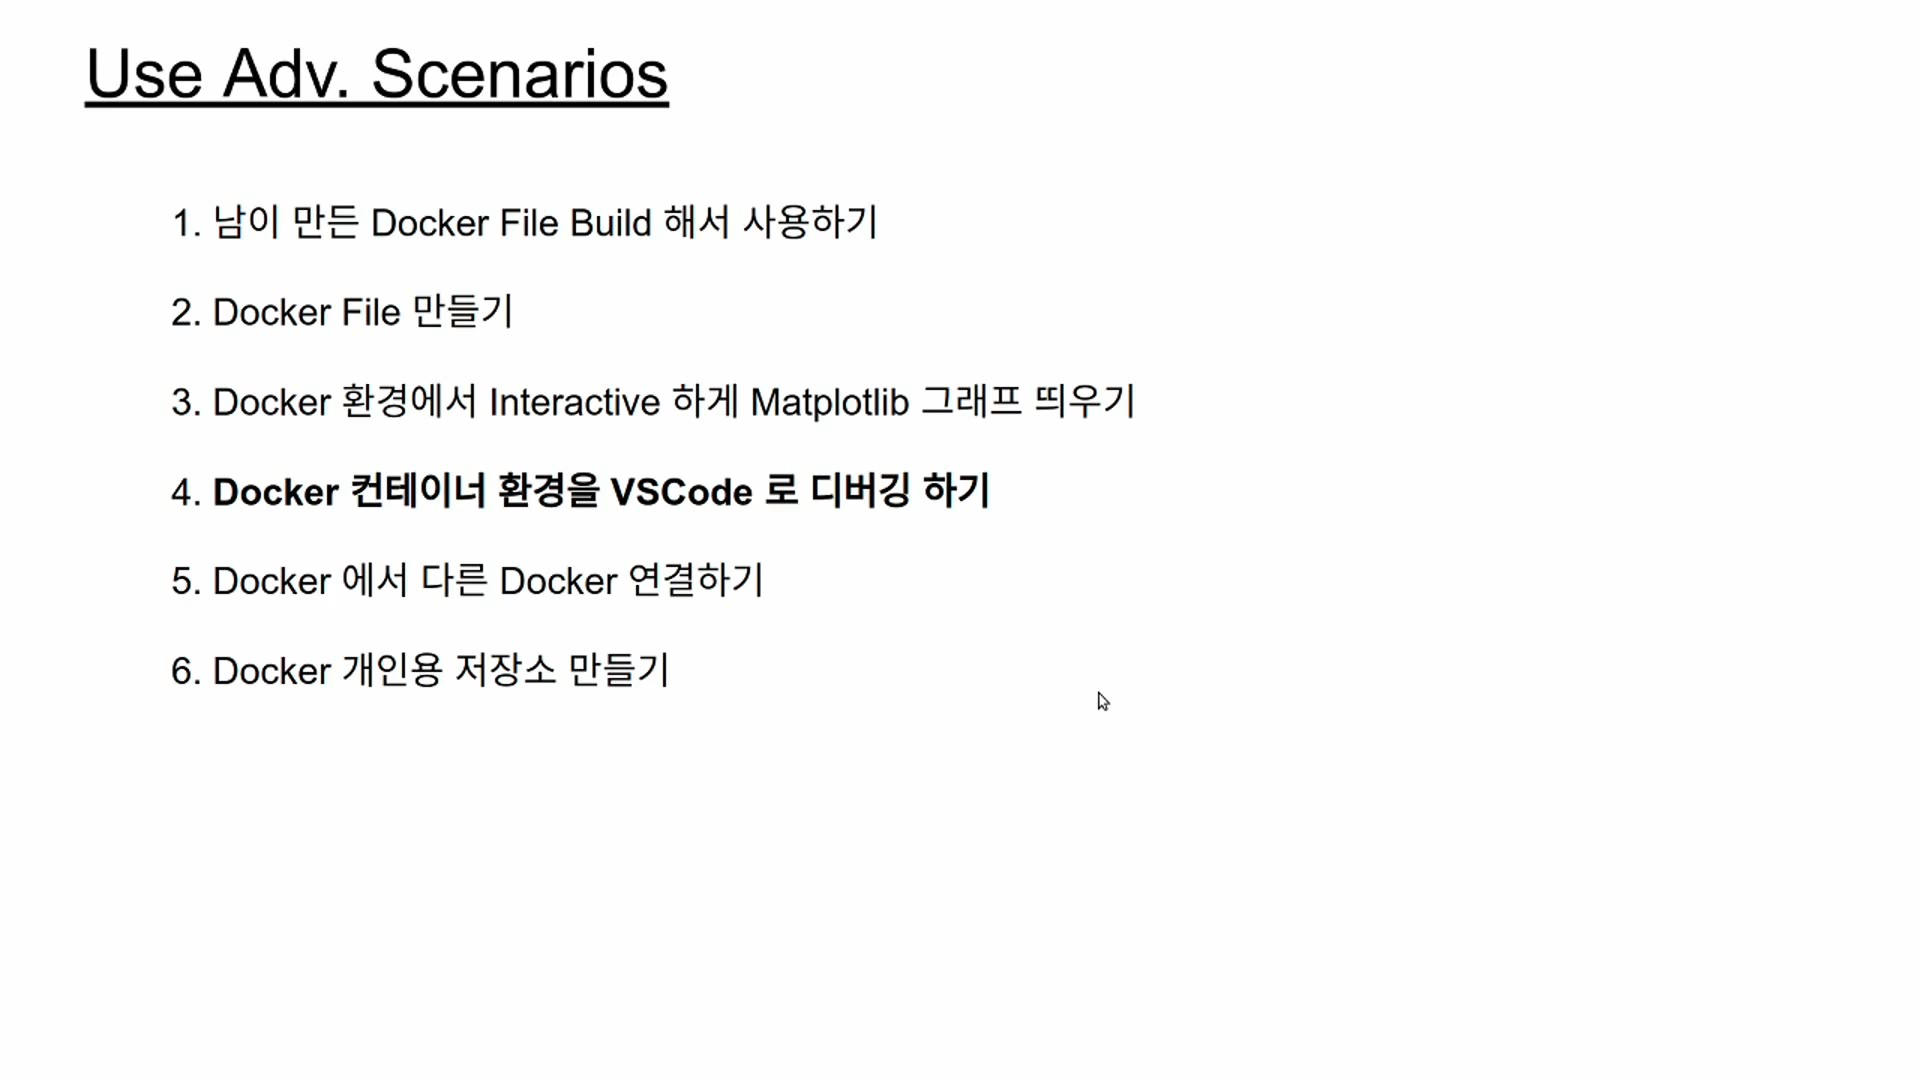 Use Adv. Scenarios
1. 남이 만든 Docker File Build 해서 사용하기
2. Docker File 만들기
3. Docker 환경에서 Interactive 하게 Matplotlib 그래프 띄우기
4. Docker 컨테이너 환경을 VSCode 로 디버깅 하기
5. Docker 에서 다른 Docker 연결하기
6. Docker 개인용 저장소 만들기